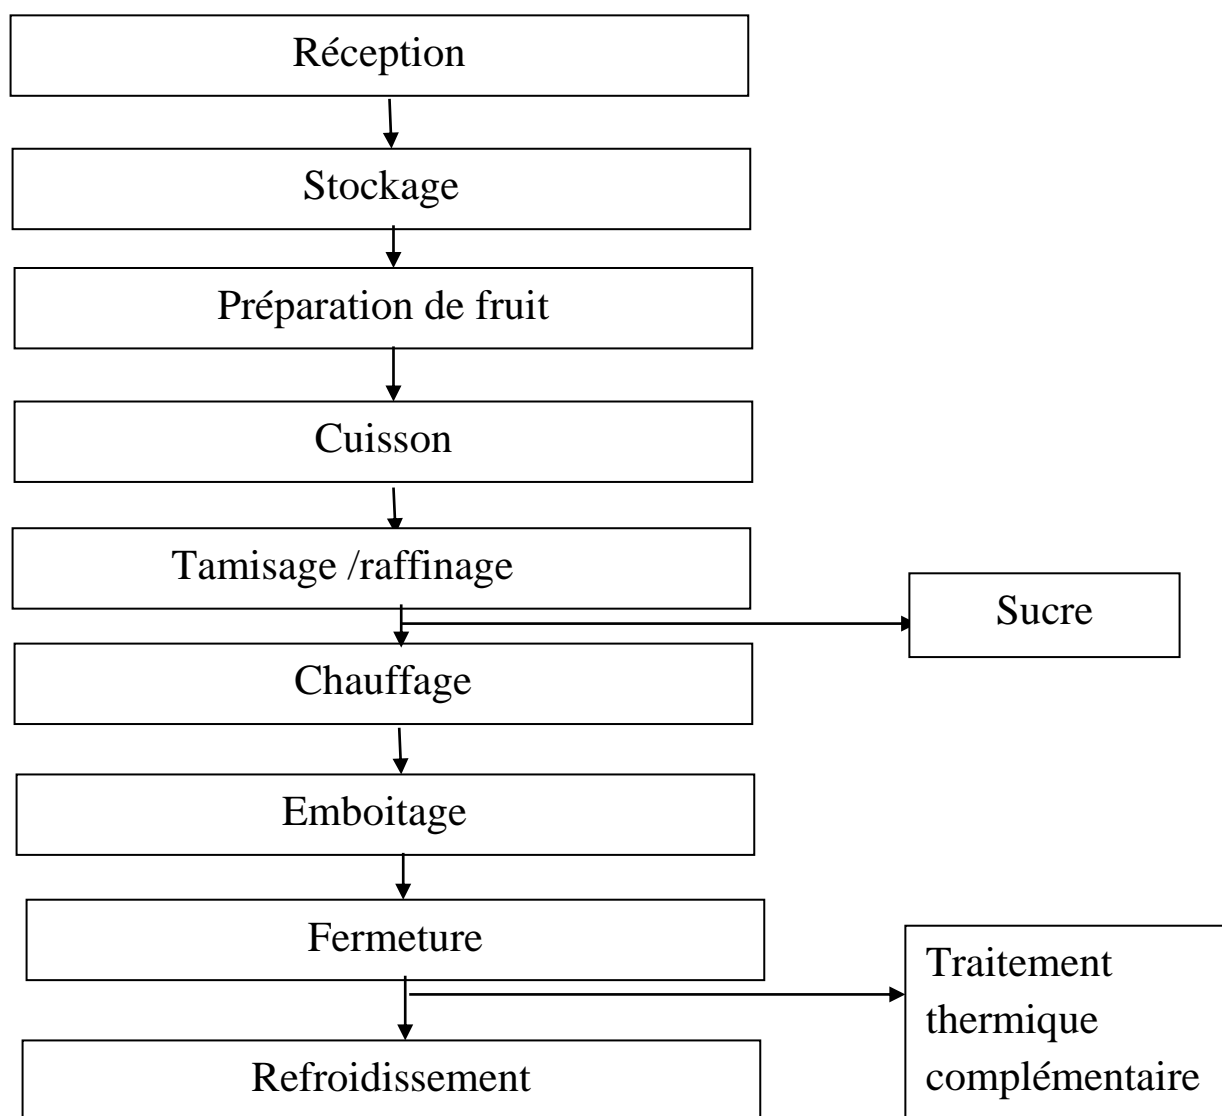 Réception
Stockage
Préparation de fruit
Cuisson
Tamisage /raffinage
Sucre
Chauffage
Emboitage
Fermeture
Traitement
thermique
complémentaire
Refroidissement